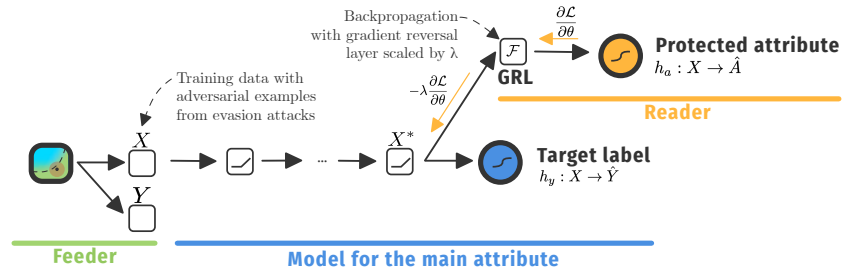 Backpropagation
with gradient reversal
layer scaled by λ
∂ℒ
∂θ
ℱ
GRL
Protected attribute
hₐ : X → Â
Reader
Training data with
adversarial examples
from evasion attacks
−λ ∂ℒ
∂θ
X
...
X*
Target label
h_y : X → Ŷ
Y
Feeder
Model for the main attribute